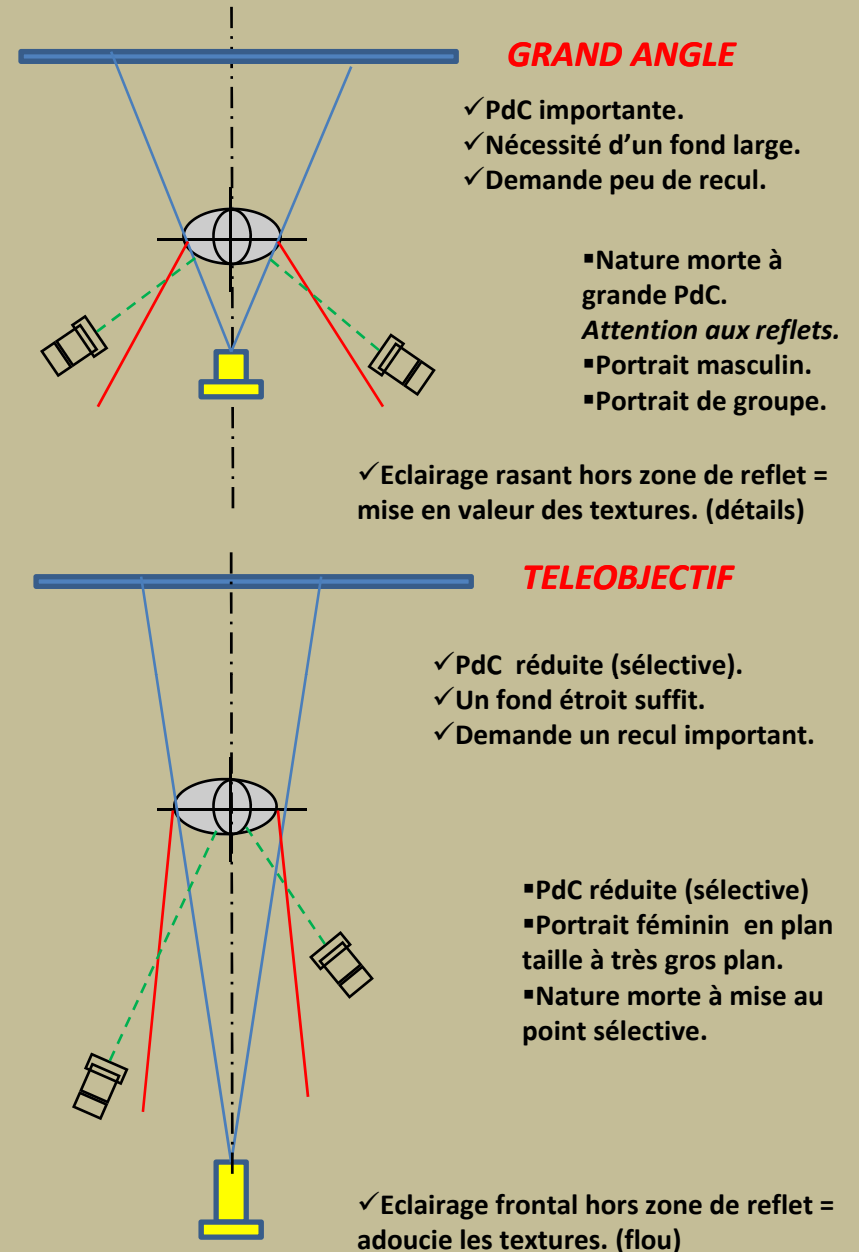 GRAND ANGLE
✓PdC importante.
✓Nécessité d’un fond large.
✓Demande peu de recul.
▪Nature morte à
grande PdC.
Attention aux reflets.
▪Portrait masculin.
▪Portrait de groupe.
✓Eclairage rasant hors zone de reflet =
mise en valeur des textures. (détails)
TELEOBJECTIF
✓PdC  réduite (sélective).
✓Un fond étroit suffit.
✓Demande un recul important.
▪PdC réduite (sélective)
▪Portrait féminin  en plan
taille à très gros plan.
▪Nature morte à mise au
point sélective.
✓Eclairage frontal hors zone de reflet =
adoucie les textures. (flou)